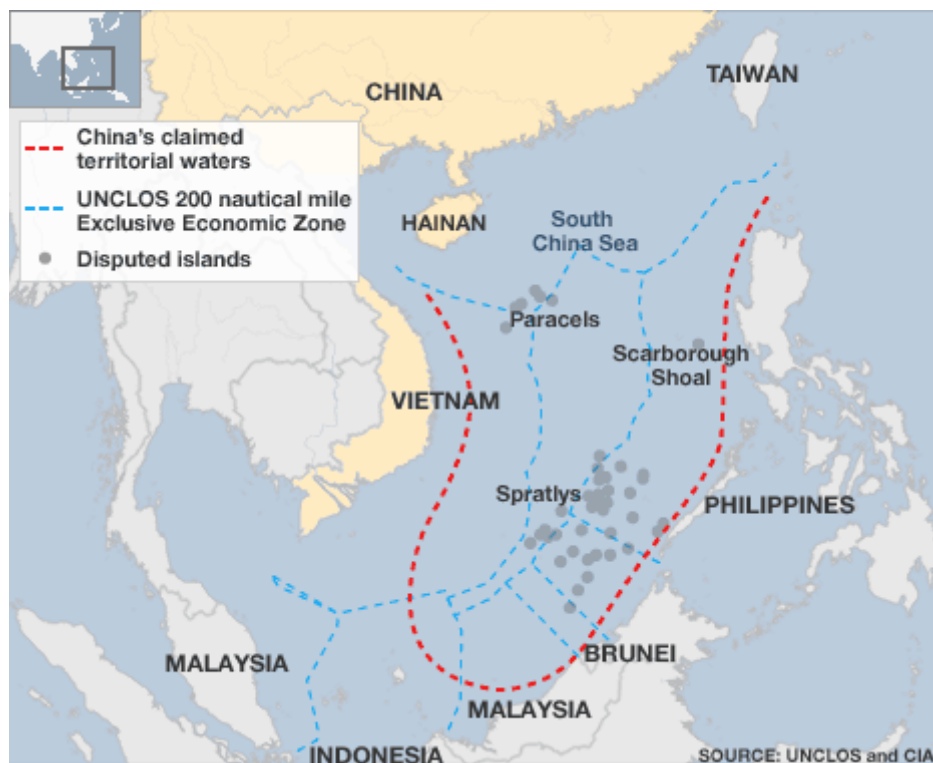 CHINA
TAIWAN
China's claimed
territorial waters
UNCLOS 200 nautical mile
Exclusive Economic Zone
Disputed islands
HAINAN
South
China Sea
Paracels
Scarborough
Shoal
VIETNAM
Spratlys
PHILIPPINES
MALAYSIA
BRUNEI
MALAYSIA
INDONESIA
SOURCE: UNCLOS and CIA